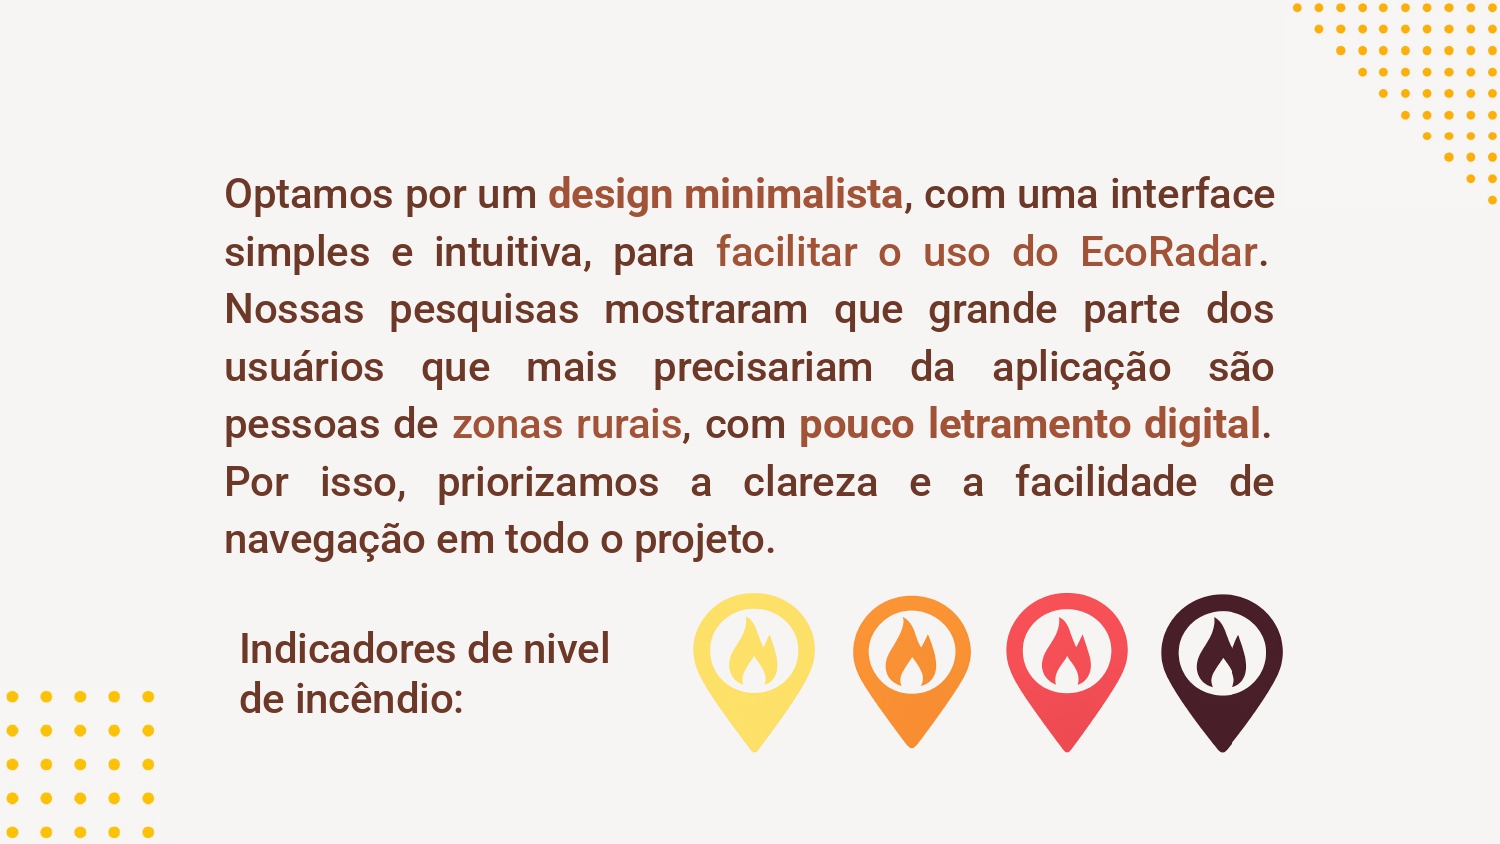 Optamos por um design minimalista, com uma interface
simples e intuitiva, para facilitar o uso do EcoRadar.
Nossas pesquisas mostraram que grande parte dos
usuários que mais precisariam da aplicação são
pessoas de zonas rurais, com pouco letramento digital.
Por isso, priorizamos a clareza e a facilidade de
navegação em todo o projeto.
Indicadores de nivel
de incêndio: